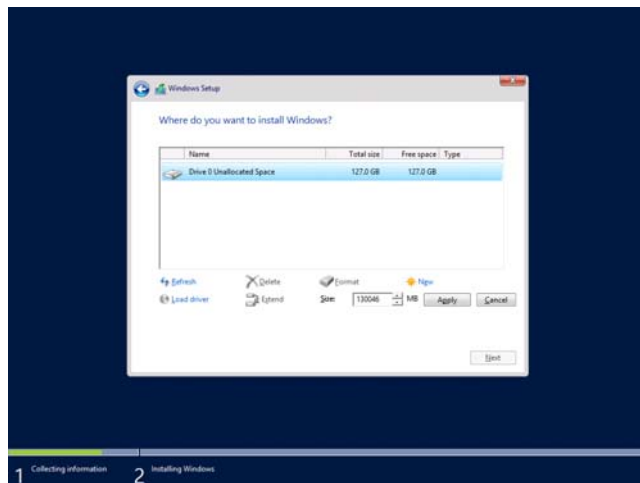 Windows Setup
Where do you want to install Windows?
Name Total size Free space Type
Drive 0 Unallocated Space 127.0 GB 127.0 GB
Refresh Delete Format New
Load driver Extend Size: 130046 MB Apply Cancel
Next
1 Collecting information 2 Installing Windows